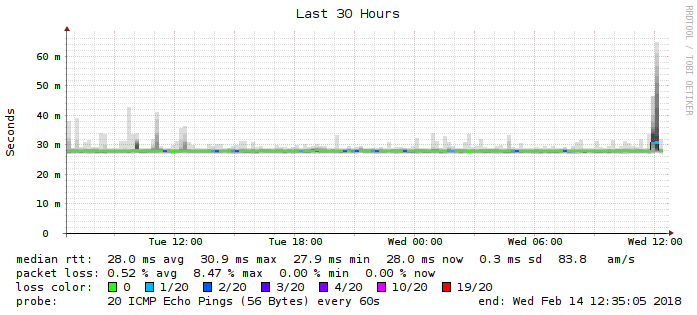 Last 30 Hours
RRDTOOL / TOBI OETIKER
Seconds
60 m
50 m
40 m
30 m
20 m
10 m
0
Tue 12:00 Tue 18:00 Wed 00:00 Wed 06:00 Wed 12:00
median rtt: 28.0 ms avg 30.9 ms max 27.9 ms min 28.0 ms now 0.3 ms sd 83.8 am/s
packet loss: 0.52 % avg 8.47 % max 0.00 % min 0.00 % now
loss color: 0 1/20 2/20 3/20 4/20 10/20 19/20
probe: 20 ICMP Echo Pings (56 Bytes) every 60s end: Wed Feb 14 12:35:05 2018